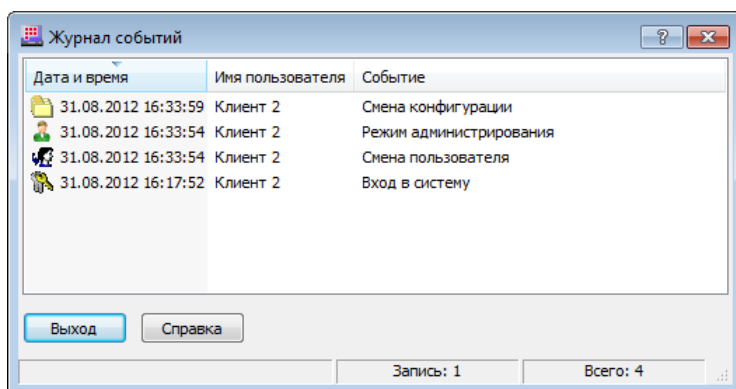 Журнал событий
Дата и время Имя пользователя Событие
31.08.2012 16:33:59 Клиент 2 Смена конфигурации
31.08.2012 16:33:54 Клиент 2 Режим администрирования
31.08.2012 16:33:54 Клиент 2 Смена пользователя
31.08.2012 16:17:52 Клиент 2 Вход в систему
Выход Справка
Запись: 1 Всего: 4